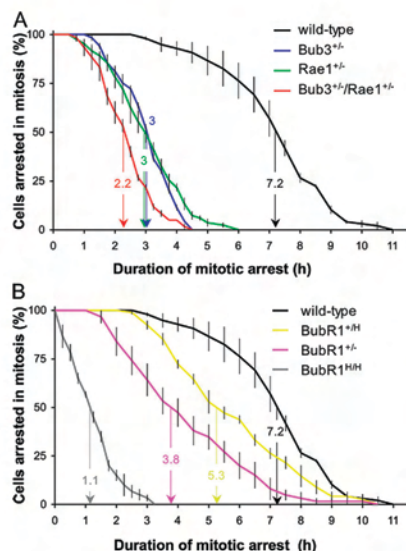 A
Cells arrested in mitosis (%)
100
75
50
25
0
wild-type
Bub3+/-
Rae1+/-
Bub3+/-/Rae1+/-
3
3
2.2
7.2
0 1 2 3 4 5 6 7 8 9 10 11
Duration of mitotic arrest (h)
B
Cells arrested in mitosis (%)
100
75
50
25
0
wild-type
BubR1+/H
BubR1+/-
BubR1H/H
7.2
1.1
3.8
5.3
0 1 2 3 4 5 6 7 8 9 10 11
Duration of mitotic arrest (h)